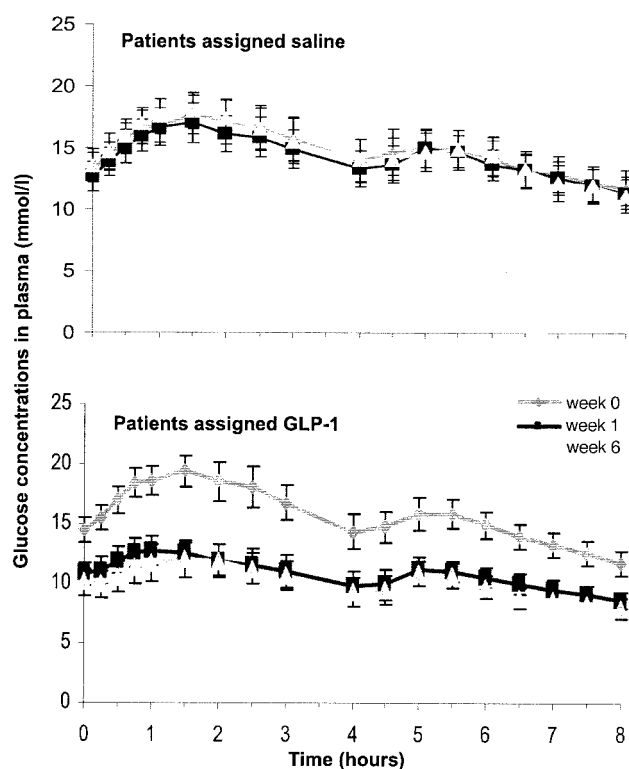 Patients assigned saline
25
20
15
10
5
0
Glucose concentrations in plasma (mmol/l)
Patients assigned GLP-1
week 0
week 1
week 6
25
20
15
10
5
0
0 1 2 3 4 5 6 7 8
Time (hours)